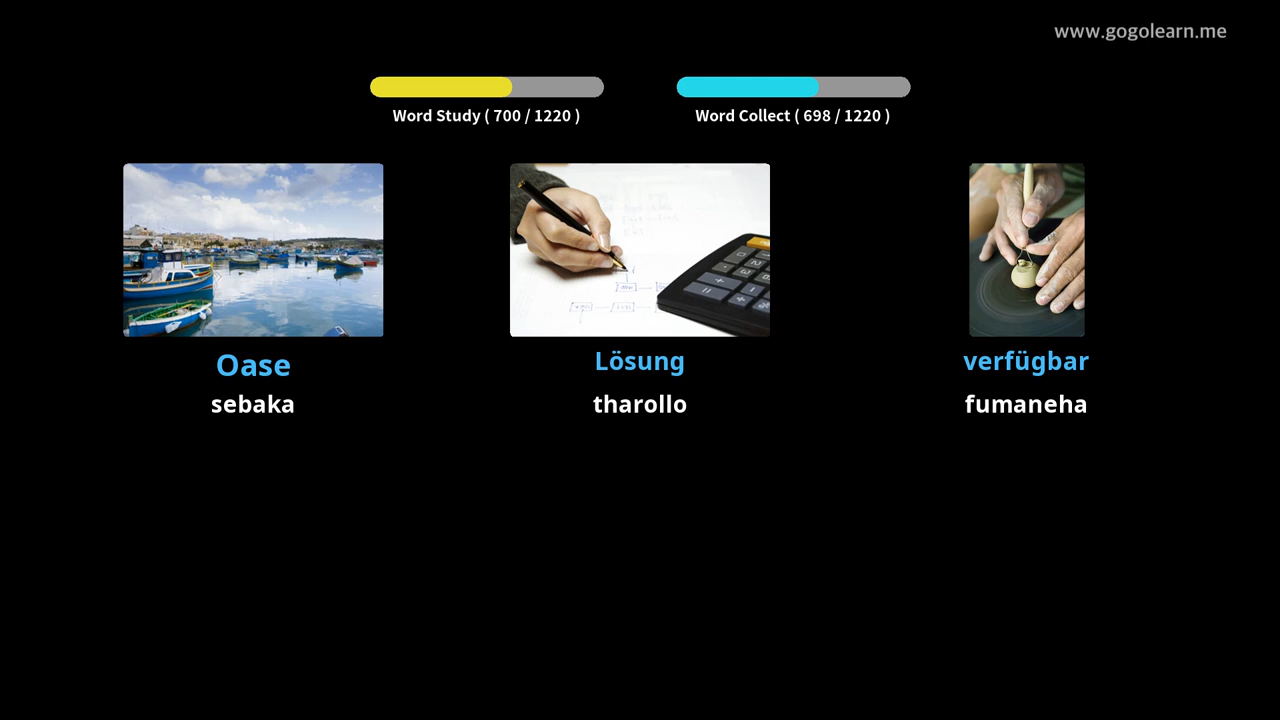 www.gogolearn.me
Word Study ( 700 / 1220 )
Word Collect ( 698 / 1220 )
Oase
Lösung
verfügbar
sebaka
tharollo
fumaneha